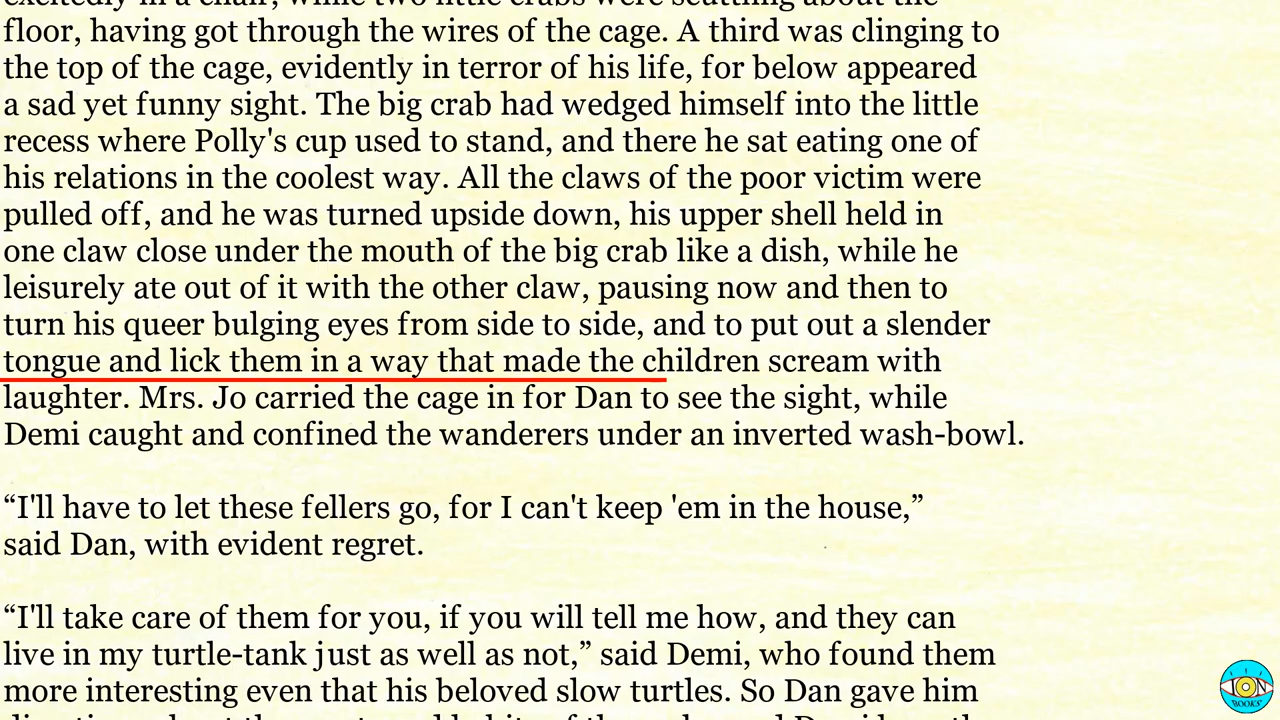 excitedly in a chair, while two little crabs were scuttling about the
floor, having got through the wires of the cage. A third was clinging to
the top of the cage, evidently in terror of his life, for below appeared
a sad yet funny sight. The big crab had wedged himself into the little
recess where Polly's cup used to stand, and there he sat eating one of
his relations in the coolest way. All the claws of the poor victim were
pulled off, and he was turned upside down, his upper shell held in
one claw close under the mouth of the big crab like a dish, while he
leisurely ate out of it with the other claw, pausing now and then to
turn his queer bulging eyes from side to side, and to put out a slender
tongue and lick them in a way that made the children scream with
laughter. Mrs. Jo carried the cage in for Dan to see the sight, while
Demi caught and confined the wanderers under an inverted wash-bowl.
“I'll have to let these fellers go, for I can't keep 'em in the house,”
said Dan, with evident regret.
“I'll take care of them for you, if you will tell me how, and they can
live in my turtle-tank just as well as not,” said Demi, who found them
more interesting even that his beloved slow turtles. So Dan gave him
ION
BOOKS